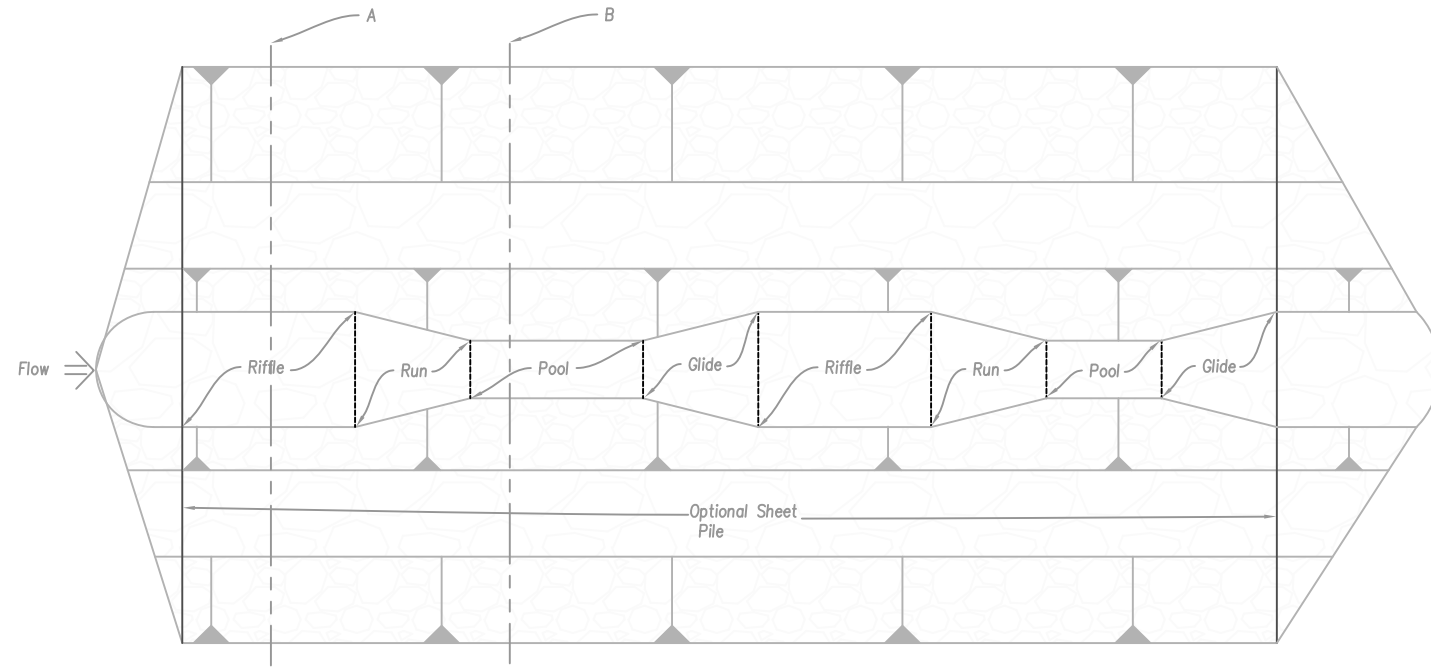 A
B
Flow
Riffle
Run
Pool
Glide
Riffle
Run
Pool
Glide
Optional Sheet
Pile